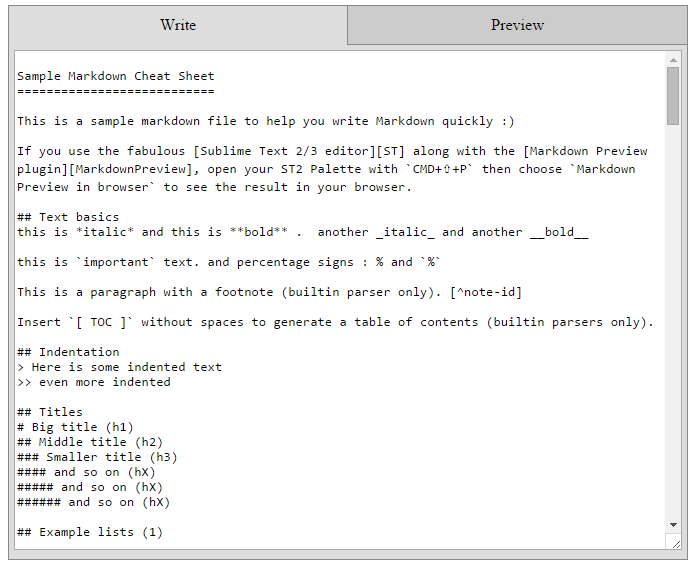 Write Preview
Sample Markdown Cheat Sheet
===========================
This is a sample markdown file to help you write Markdown quickly :)
If you use the fabulous [Sublime Text 2/3 editor][ST] along with the [Markdown Preview
plugin][MarkdownPreview], open your ST2 Palette with `CMD+⇧+P` then choose `Markdown
Preview in browser` to see the result in your browser.
## Text basics
this is *italic* and this is **bold** .  another _italic_ and another __bold__
this is `important` text. and percentage signs : % and `%`
This is a paragraph with a footnote (builtin parser only). [^note-id]
Insert `[ TOC ]` without spaces to generate a table of contents (builtin parsers only).
## Indentation
> Here is some indented text
>> even more indented
## Titles
# Big title (h1)
## Middle title (h2)
### Smaller title (h3)
#### and so on (hX)
##### and so on (hX)
###### and so on (hX)
## Example lists (1)